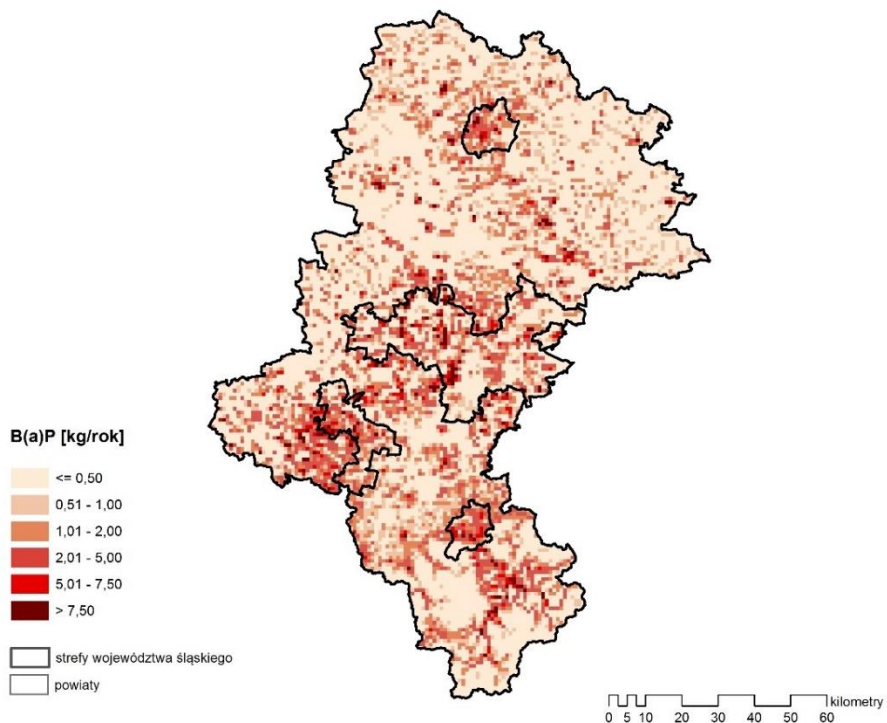 B(a)P [kg/rok]
<= 0,50
0,51 - 1,00
1,01 - 2,00
2,01 - 5,00
5,01 - 7,50
> 7,50
strefy województwa śląskiego
powiaty
kilometry
0 5 10 20 30 40 50 60